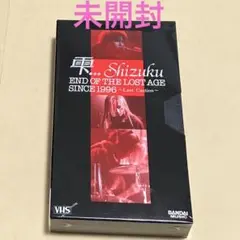 未開封
雫... Shizuku
END OF THE LOST AGE
SINCE 1996 ~Last Caution~
VHS
BANDAI
MUSIC